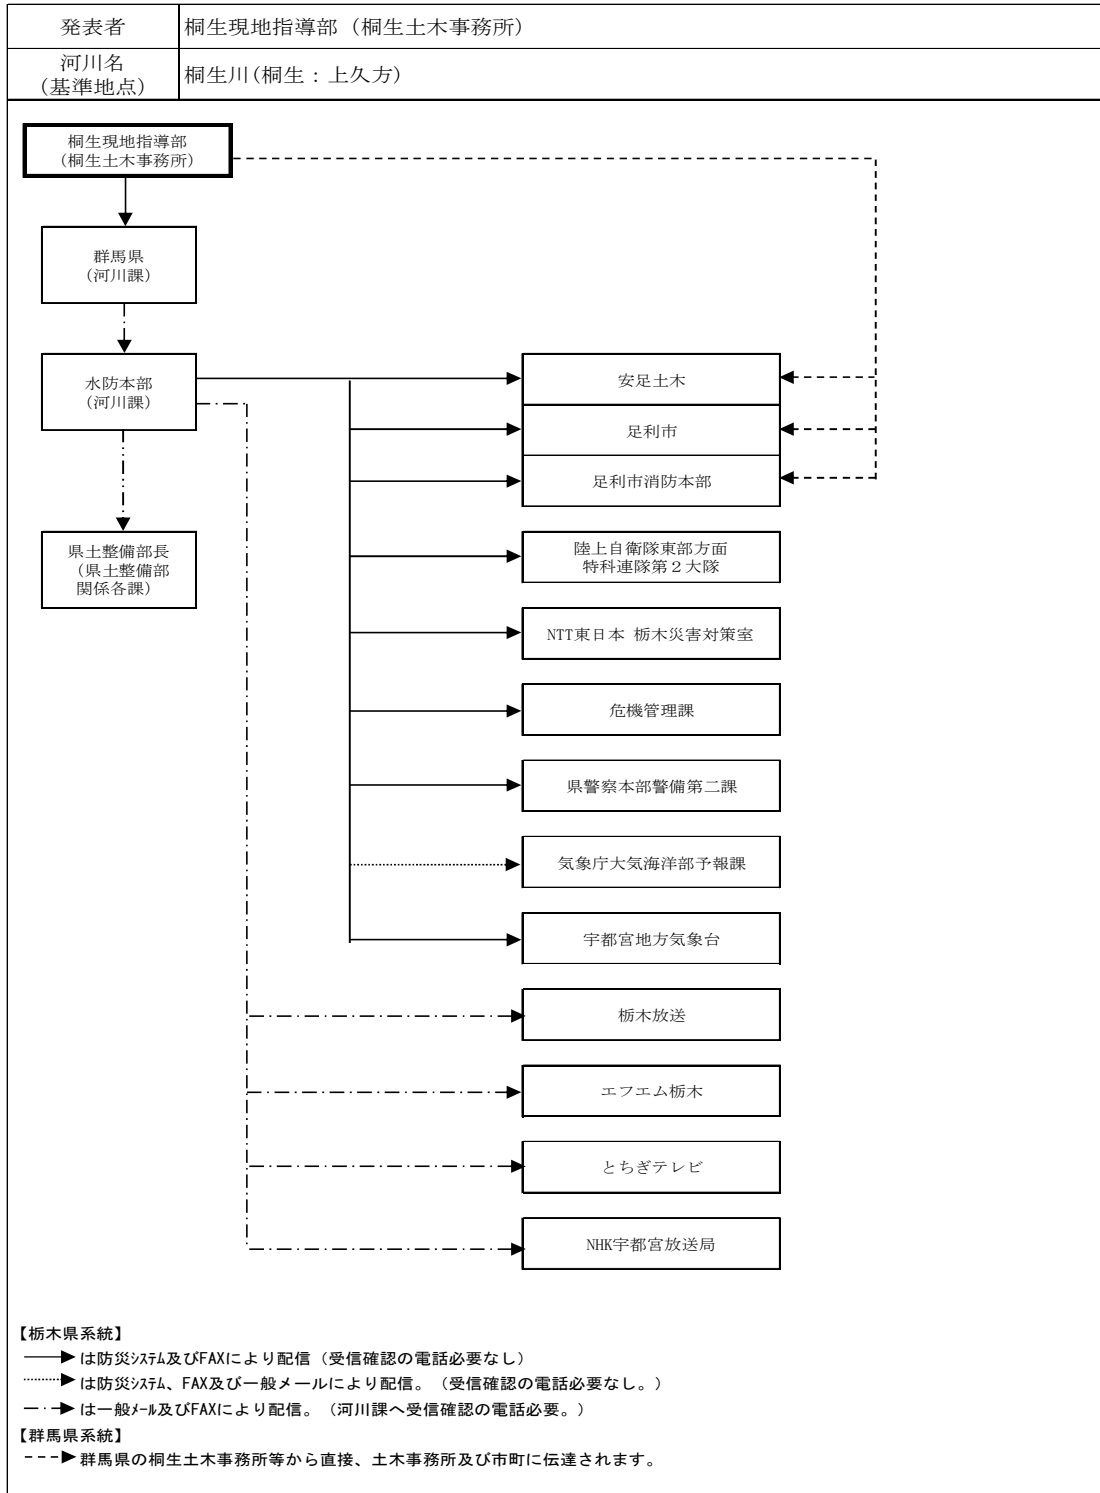 発表者
桐生現地指導部（桐生土木事務所）
河川名
（基準地点）
桐生川（桐生：上久方）
桐生現地指導部
（桐生土木事務所）
群馬県
（河川課）
水防本部
（河川課）
県土整備部長
（県土整備部
関係各課）
安足土木
足利市
足利市消防本部
陸上自衛隊東部方面
特科連隊第２大隊
NTT東日本 栃木災害対策室
危機管理課
県警察本部警備第二課
気象庁大気海洋部予報課
宇都宮地方気象台
栃木放送
エフエム栃木
とちぎテレビ
NHK宇都宮放送局
【栃木県系統】
は防災ｼｽﾃﾑ及びFAXにより配信（受信確認の電話必要なし）
は防災ｼｽﾃﾑ、FAX及び一般メールにより配信。（受信確認の電話必要なし。）
は一般ﾒｰﾙ及びFAXにより配信。（河川課へ受信確認の電話必要。）
【群馬県系統】
群馬県の桐生土木事務所等から直接、土木事務所及び市町に伝達されます。